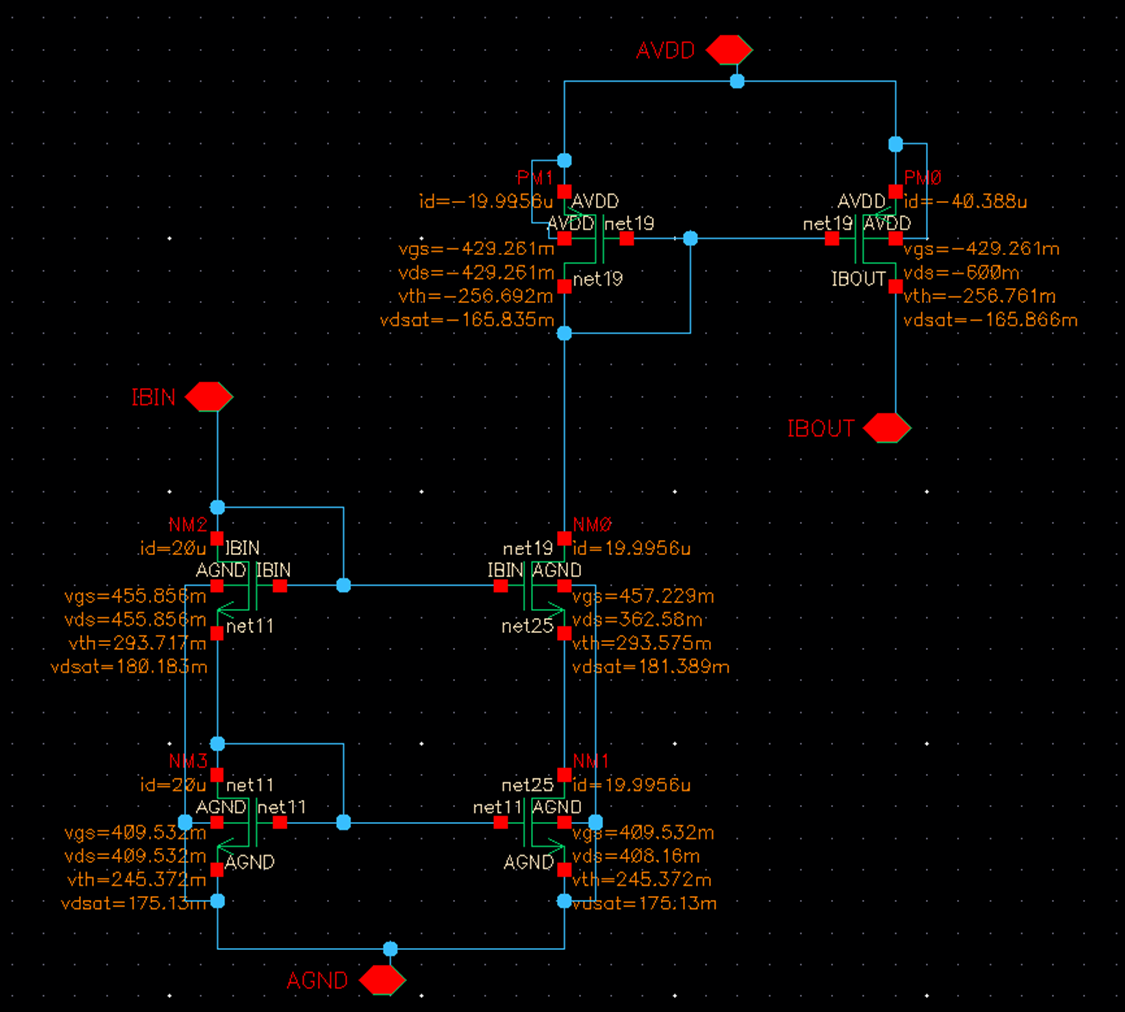 AVDD
PM1
PMØ
id=-19.9956u
AVDD
AVDD
id=-40.388u
AVDD
net19
net19
AVDD
vgs=-429.261m
vgs=-429.261m
vds=-429.261m
net19
IBOUT
vds=-600m
vth=-256.692m
vth=-256.761m
vdsat=-165.835m
vdsat=-165.866m
IBIN
IBOUT
NM2
NMØ
id=20u
IBIN
net19
id=19.9956u
AGND
IBIN
IBIN
AGND
vgs=455.856m
vgs=457.229m
vds=455.856m
net11
net25
vds=362.58m
vth=293.717m
vth=293.575m
vdsat=180.183m
vdsat=181.389m
NM3
NM1
id=20u
net11
net25
id=19.9956u
AGND
net11
net11
AGND
vgs=409.532m
vgs=409.532m
vds=409.532m
AGND
AGND
vds=408.16m
vth=245.372m
vth=245.372m
vdsat=175.13m
vdsat=175.13m
AGND